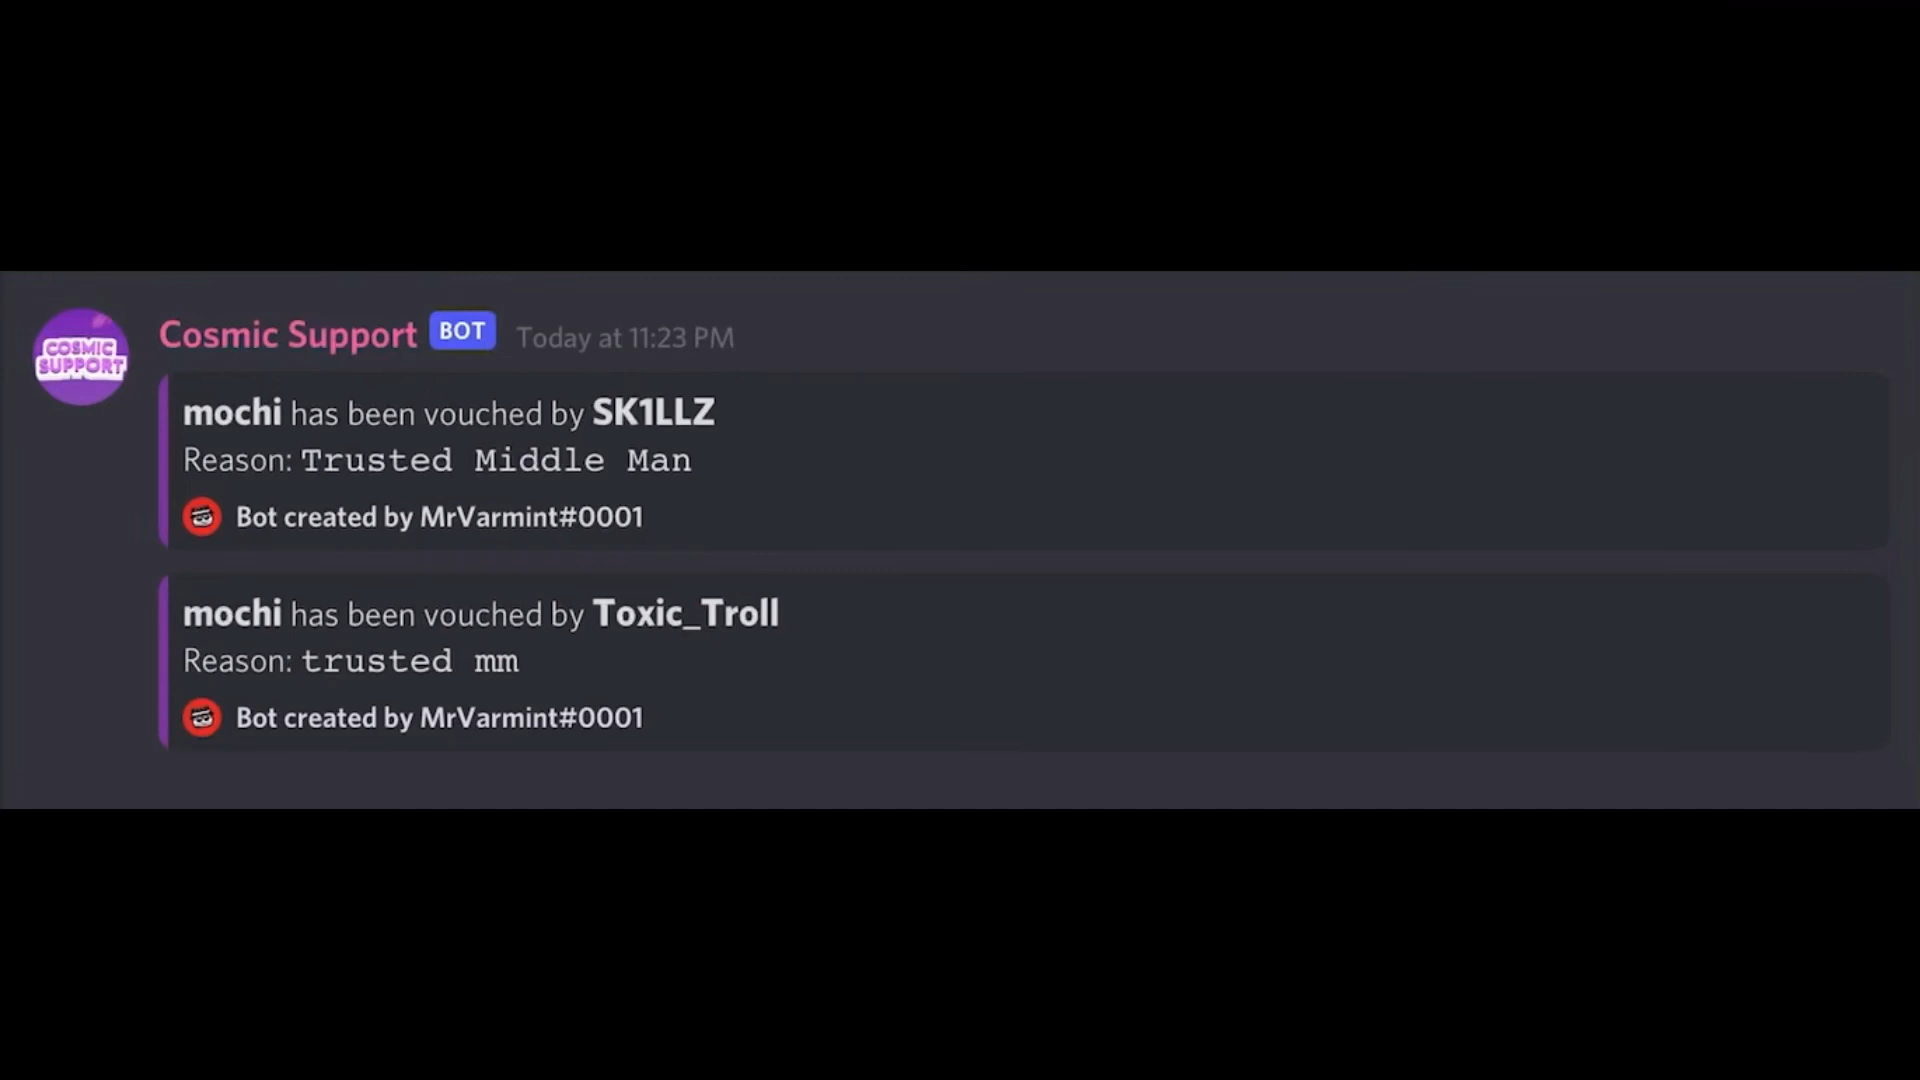 COSMIC
SUPPORT
Cosmic Support BOT Today at 11:23 PM
mochi has been vouched by SK1LLZ
Reason: Trusted Middle Man
Bot created by MrVarmint#0001
mochi has been vouched by Toxic_Troll
Reason: trusted mm
Bot created by MrVarmint#0001